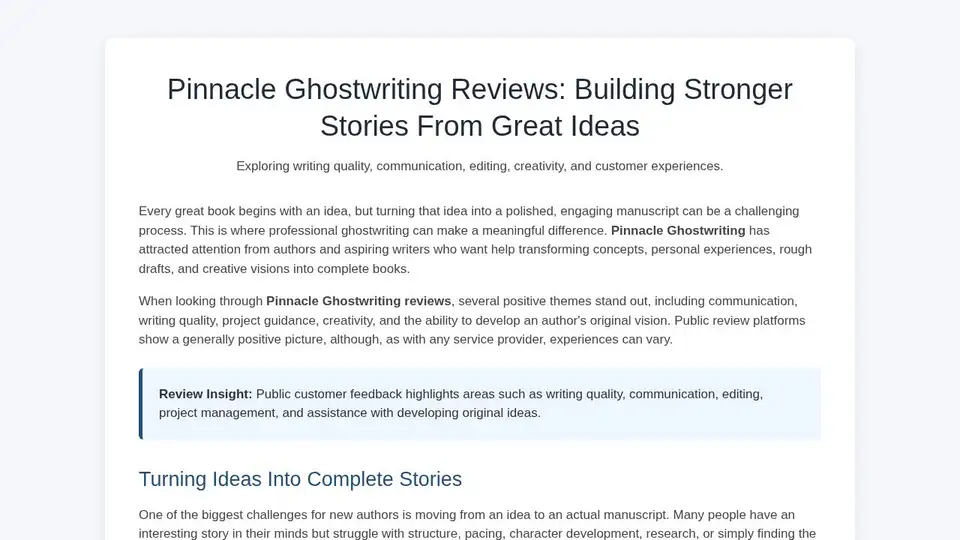 Pinnacle Ghostwriting Reviews: Building Stronger
Stories From Great Ideas
Exploring writing quality, communication, editing, creativity, and customer experiences.
Every great book begins with an idea, but turning that idea into a polished, engaging manuscript can be a challenging
process. This is where professional ghostwriting can make a meaningful difference. Pinnacle Ghostwriting has
attracted attention from authors and aspiring writers who want help transforming concepts, personal experiences, rough
drafts, and creative visions into complete books.
When looking through Pinnacle Ghostwriting reviews, several positive themes stand out, including communication,
writing quality, project guidance, creativity, and the ability to develop an author's original vision. Public review platforms
show a generally positive picture, although, as with any service provider, experiences can vary.
Review Insight: Public customer feedback highlights areas such as writing quality, communication, editing,
project management, and assistance with developing original ideas.
Turning Ideas Into Complete Stories
One of the biggest challenges for new authors is moving from an idea to an actual manuscript. Many people have an
interesting story in their minds but struggle with structure, pacing, character development, research, or simply finding the